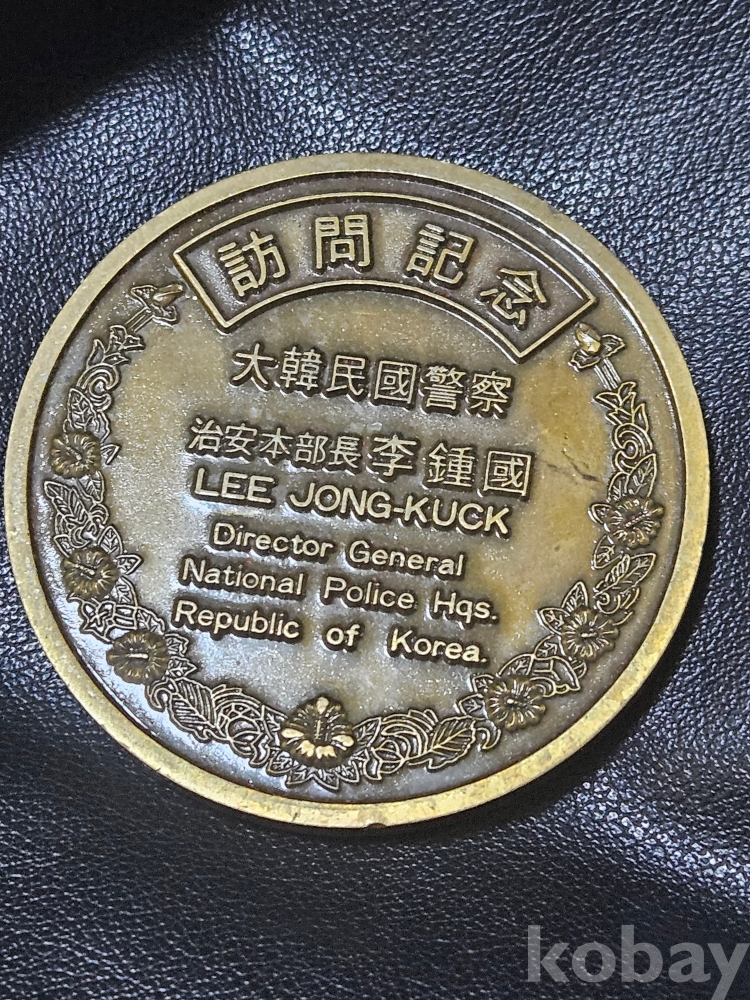 訪問記念
大韓民國警察
治安本部長 李鍾國
LEE JONG-KUCK
Director General
National Police Hqs.
Republic of Korea.
kobay